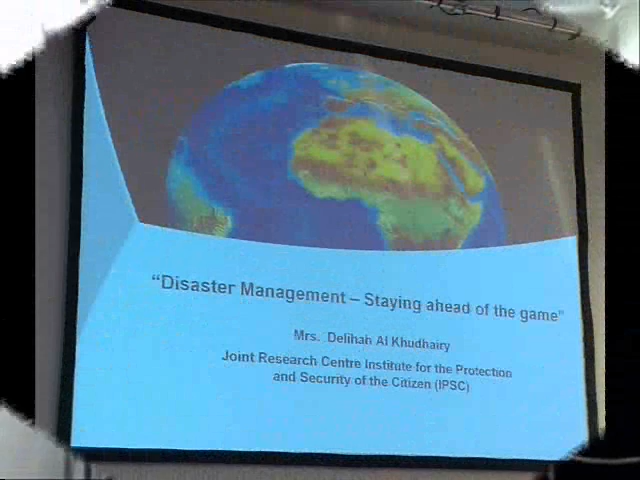 “Disaster Management – Staying ahead of the game”
Mrs. Delihah Al Khudhairy
Joint Research Centre Institute for the Protection
and Security of the Citizen (IPSC)